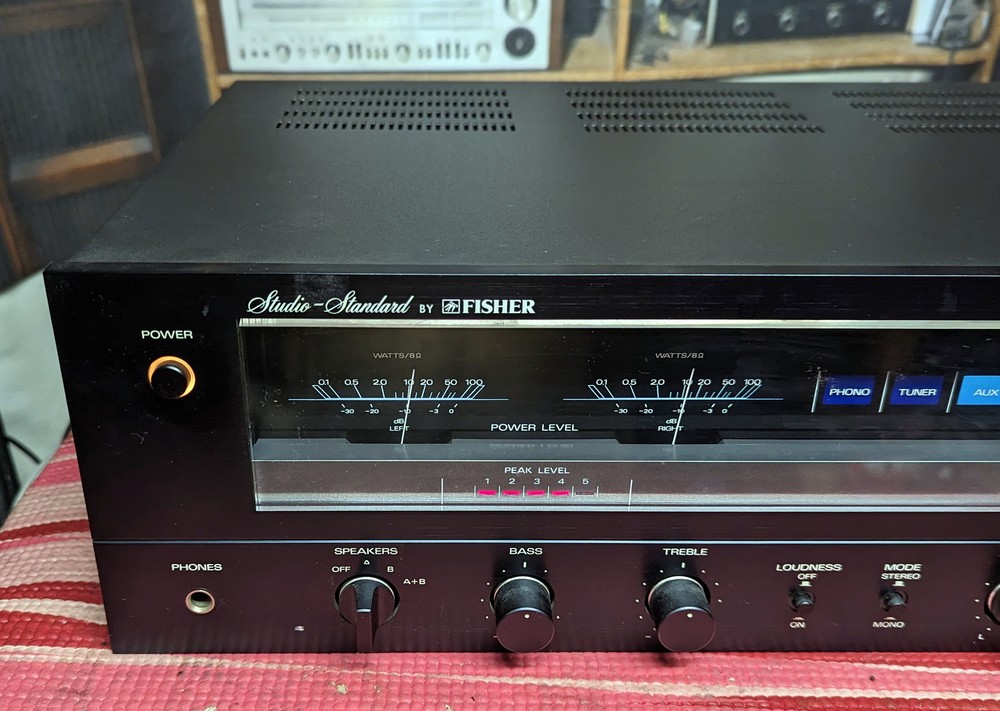 Studio-Standard BY FISHER
POWER
WATTS/8Ω
0.1 0.5 2.0 10 20 50 100
-30 -20 -10 -3 0
dB
LEFT
WATTS/8Ω
0.1 0.5 2.0 10 20 50 100
-30 -20 -10 -3 0
dB
RIGHT
POWER LEVEL
PHONO TUNER AUX
PEAK LEVEL
1 2 3 4 5
PHONES
SPEAKERS
OFF A B A+B
BASS
TREBLE
LOUDNESS
OFF
ON
MODE
STEREO
MONO
L